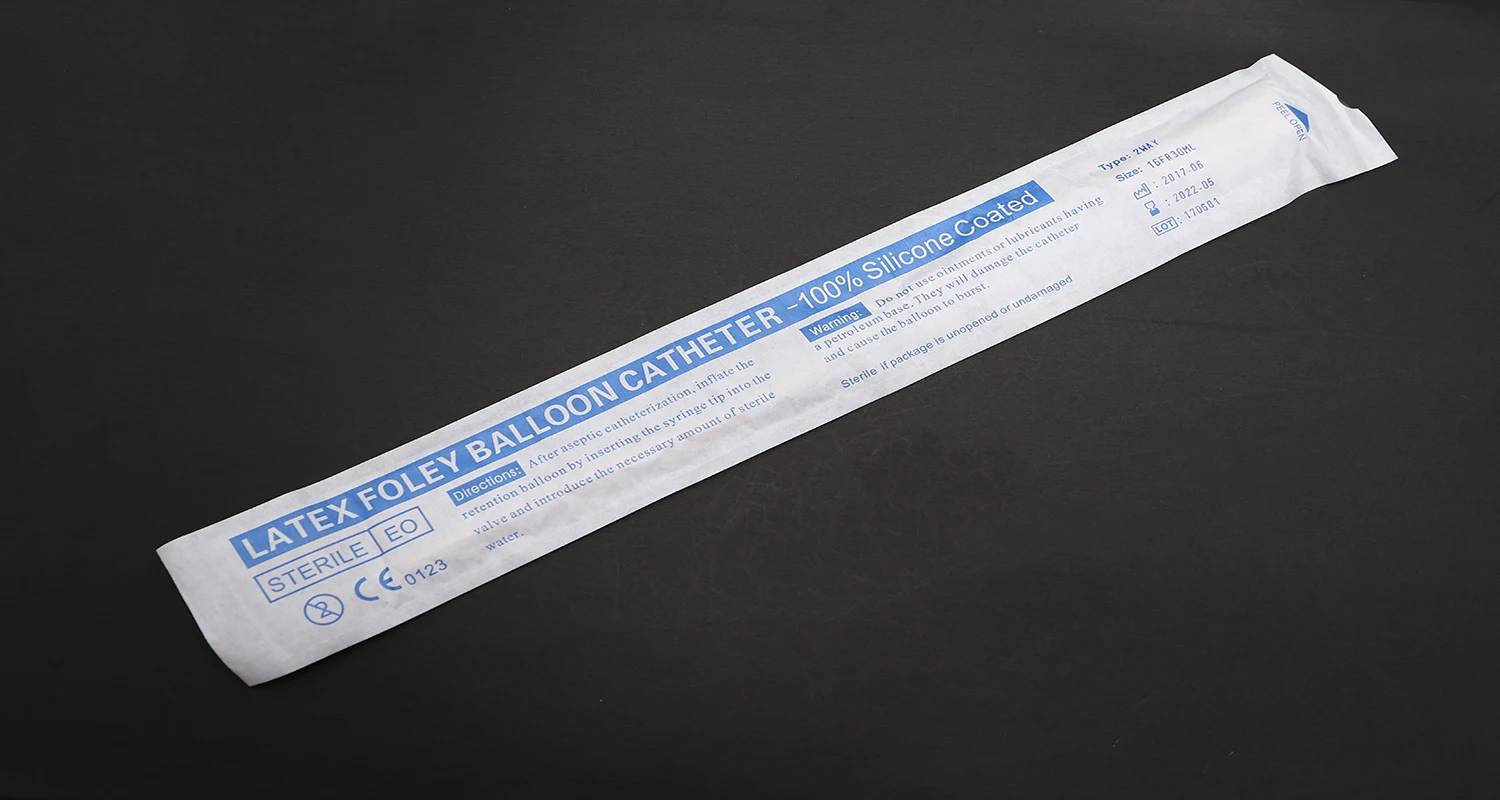 LATEX FOLEY BALLOON CATHETER -100% Silicone Coated
STERILE EO
CE 0123
2
Directions: After aseptic catheterization, inflate the
retention balloon by inserting the syringe tip into the
valve and introduce the necessary amount of sterile
water.
Warning: Do not use ointments or lubricants having
a petroleum base. They will damage the catheter
and cause the balloon to burst.
Sterile if package is unopened or undamaged
Type: 2WAY
Size: 16FR30ML
: 2017-06
: 2022-05
LOT: 170601
PEEL OPEN